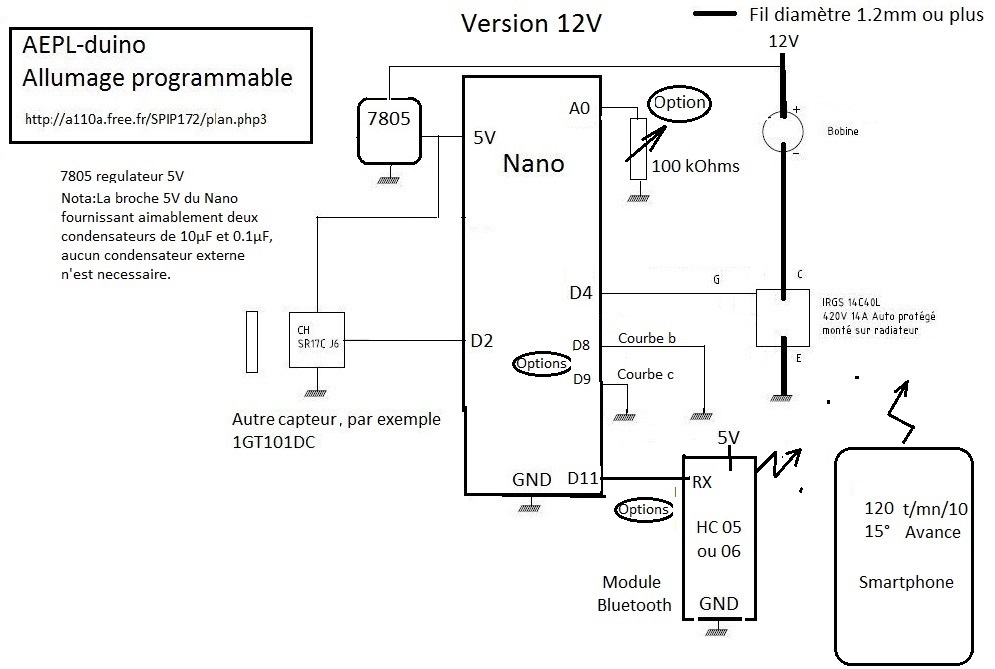 Version 12V
Fil diamètre 1.2mm ou plus
AEPL-duino
Allumage programmable
http://a110a.free.fr/SPIP172/plan.php3
12V
7805
5V
Nano
A0
Option
100 kOhms
+
Bobine
-
7805 regulateur 5V
Nota:La broche 5V du Nano
fournissant aimablement deux
condensateurs de 10µF et 0.1µF,
aucun condensateur externe
n'est necessaire.
D4
G
C
IRGS 14C40L
420V 14A Auto protégé
monté sur radiateur
E
CH
SR17C J6
D2
D8
Courbe b
Options
D9
Courbe c
Autre capteur, par exemple
1GT101DC
GND
D11
5V
RX
Options
HC 05
ou 06
Module
Bluetooth
GND
120 t/mn/10
15° Avance
Smartphone